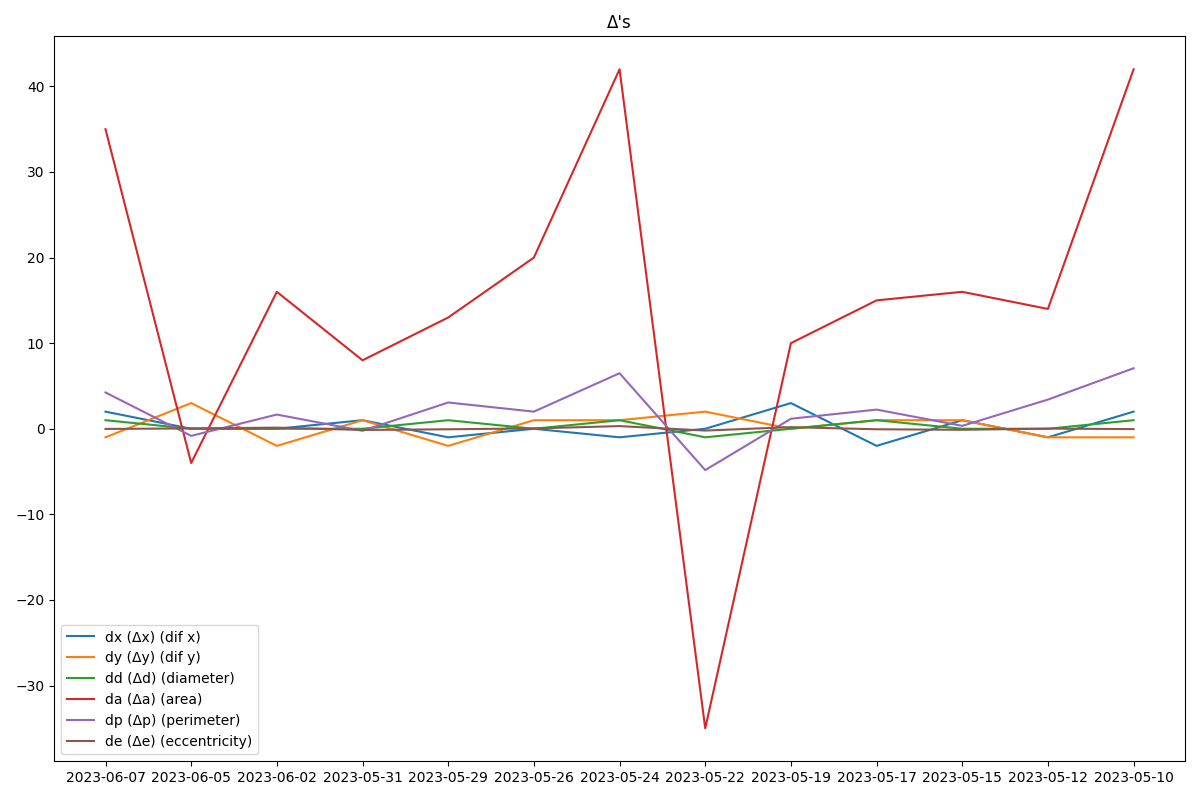 Δ's
40
30
20
10
0
−10
−20
−30
dx (Δx) (dif x)
dy (Δy) (dif y)
dd (Δd) (diameter)
da (Δa) (area)
dp (Δp) (perimeter)
de (Δe) (eccentricity)
2023-06-07 2023-06-05 2023-06-02 2023-05-31 2023-05-29 2023-05-26 2023-05-24 2023-05-22 2023-05-19 2023-05-17 2023-05-15 2023-05-12 2023-05-10